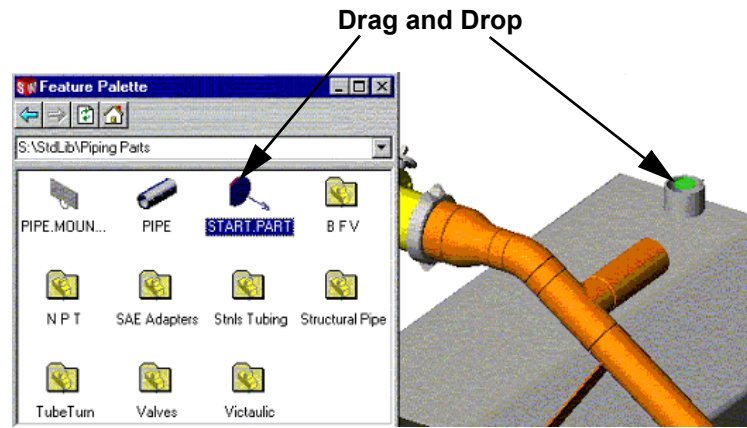 Drag and Drop
SW Feature Palette
S:\StdLib\Piping Parts
PIPE.MOUN... PIPE START.PART B F V
N P T SAE Adapters Stnls Tubing Structural Pipe
TubeTurn Valves Victaulic